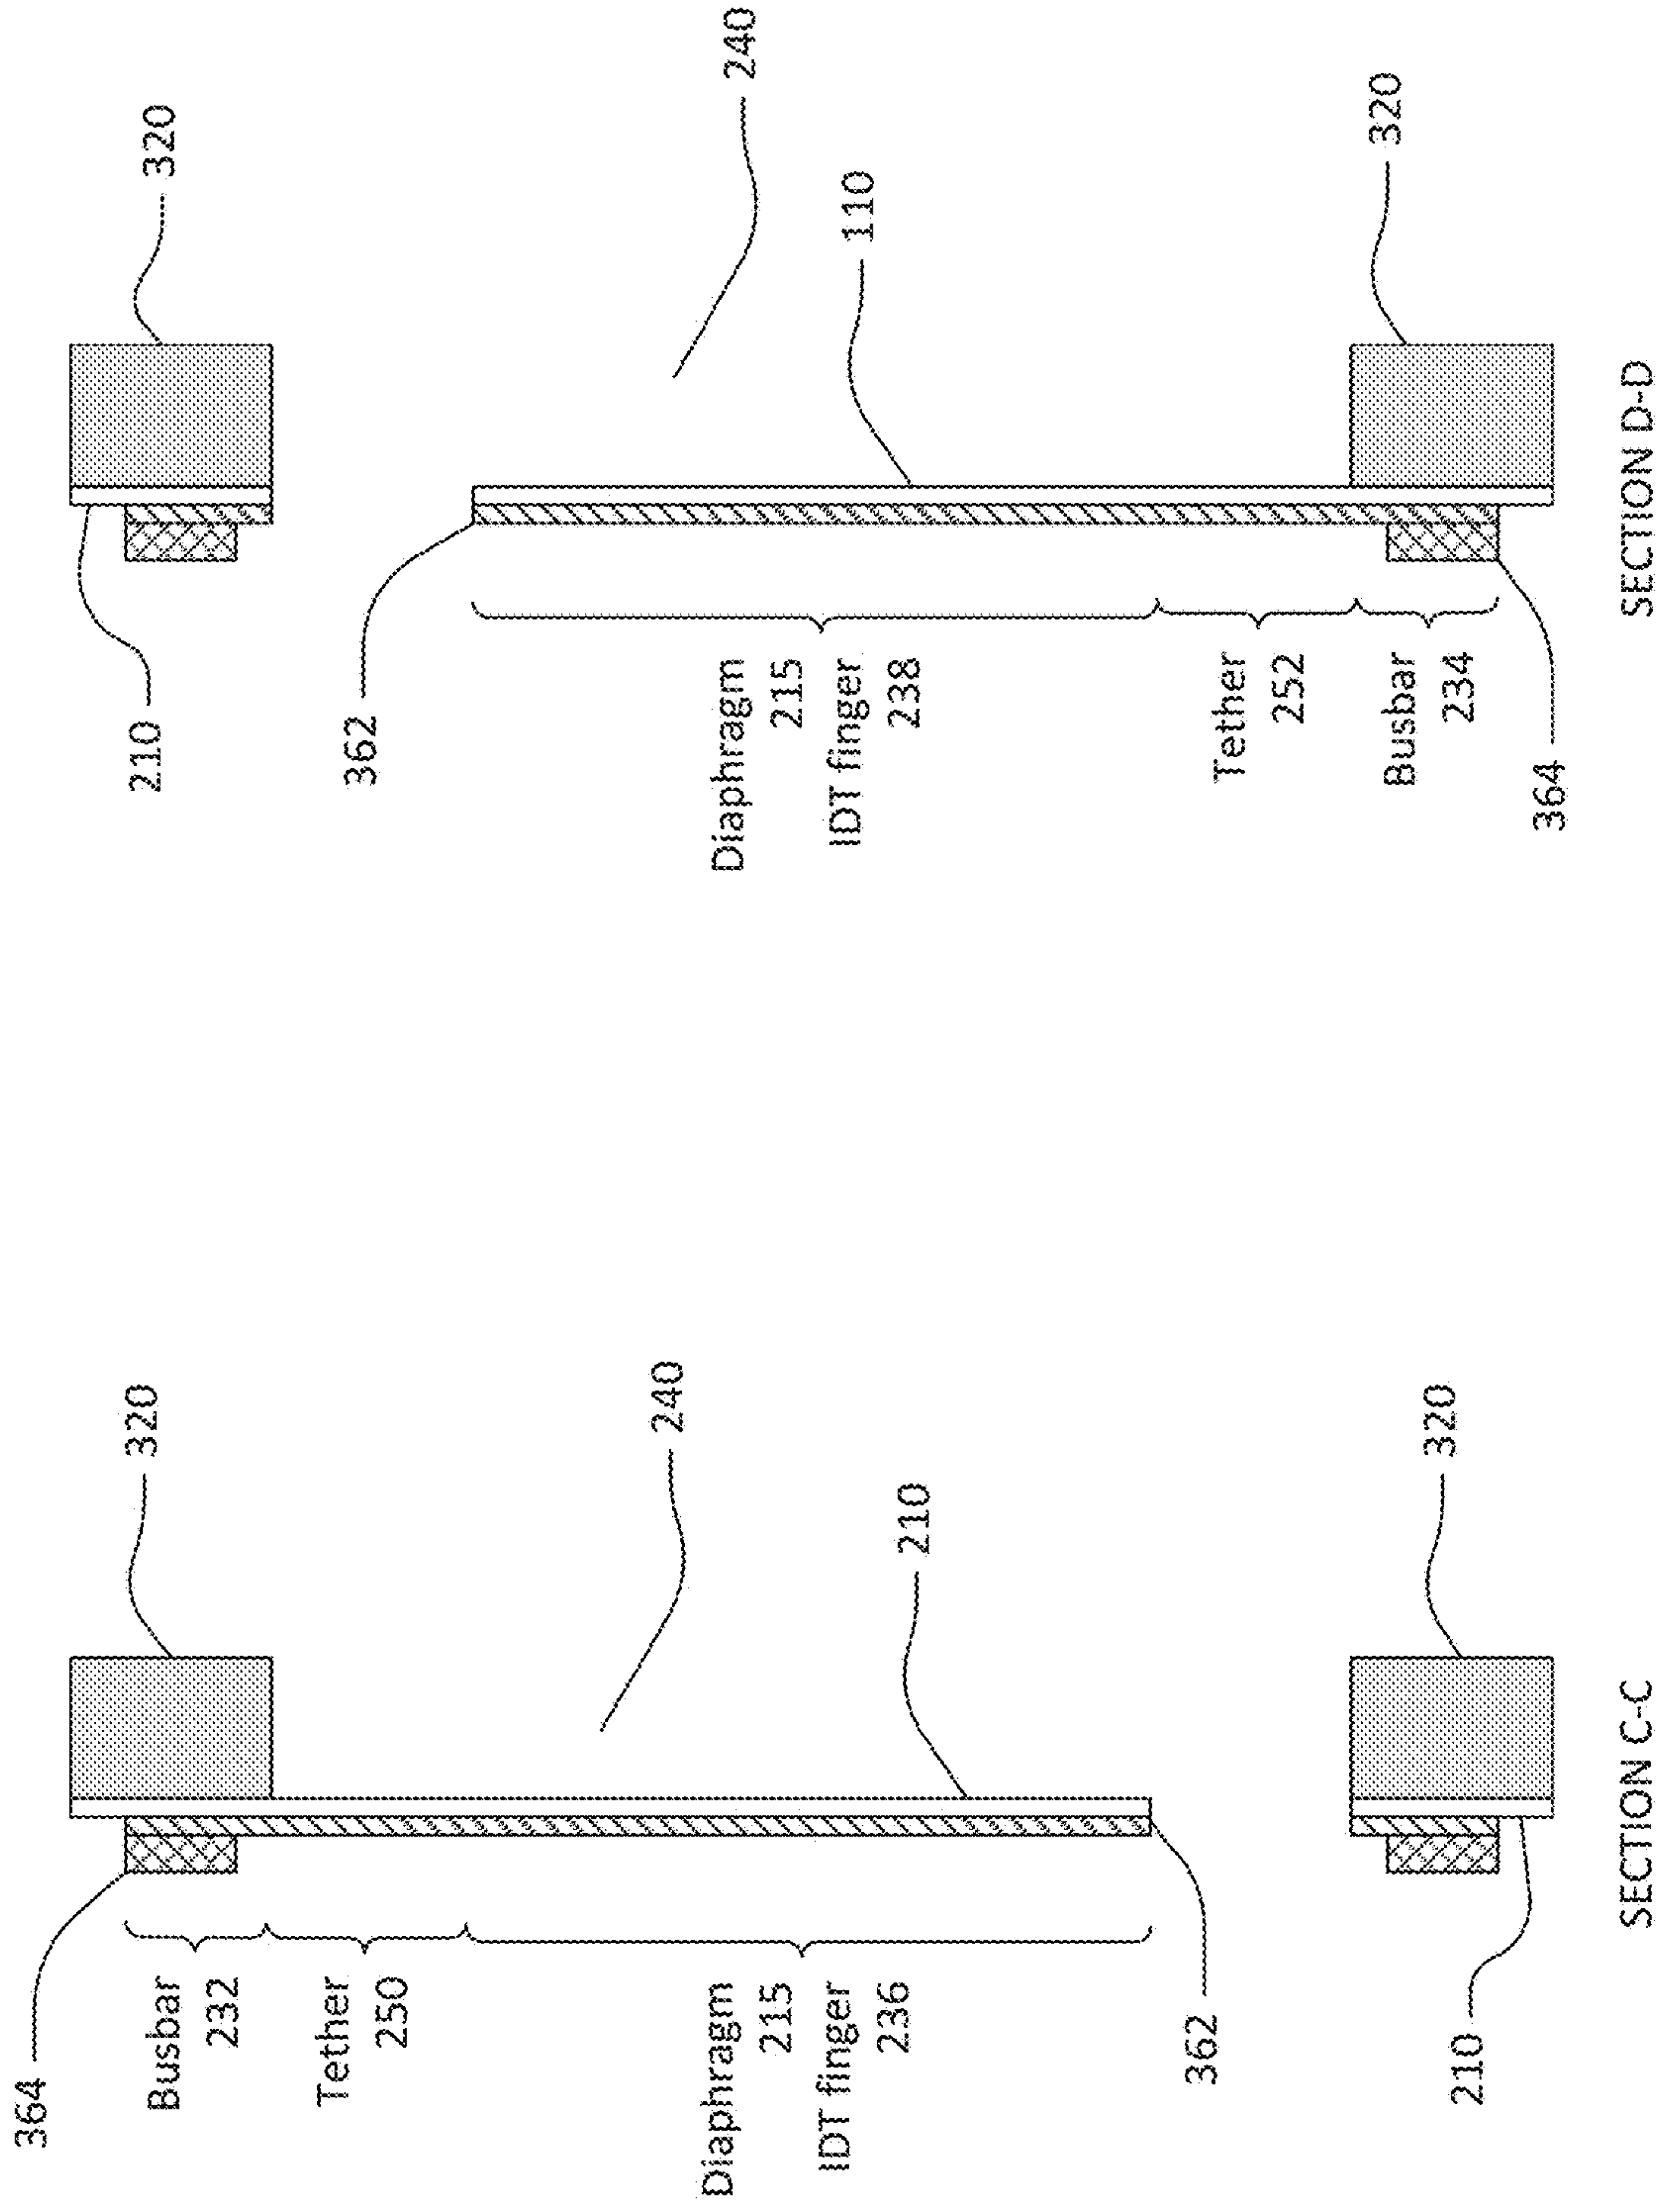 364
320
Busbar
232
Tether
250
240
Diaphragm
215
IDT finger
236
210
362
320
210
SECTION C-C
210
320
362
240
Diaphragm
215
IDT finger
238
110
Tether
252
Busbar
234
320
364
SECTION D-D